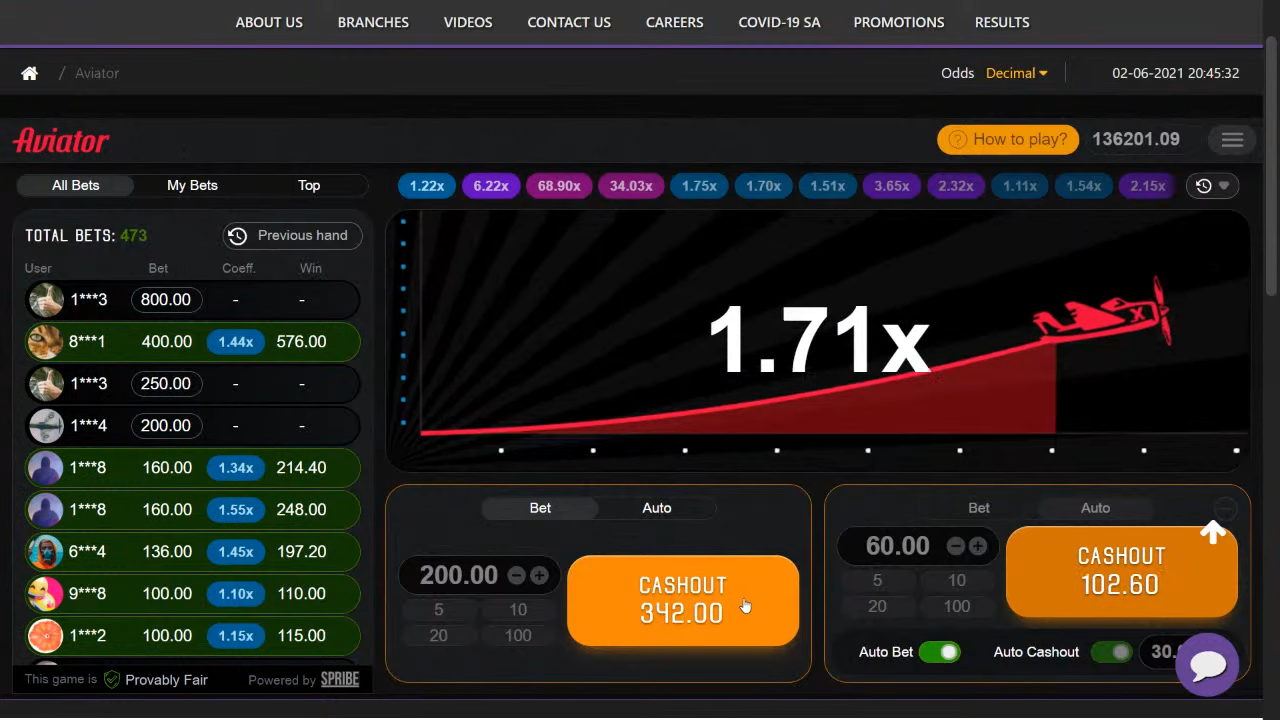 ABOUT US BRANCHES VIDEOS CONTACT US CAREERS COVID-19 SA PROMOTIONS RESULTS
/ Aviator
Odds Decimal 02-06-2021 20:45:32
Aviator
? How to play? 136201.09
All Bets My Bets Top
1.22x 6.22x 68.90x 34.03x 1.75x 1.70x 1.51x 3.65x 2.32x 1.11x 1.54x 2.15x
TOTAL BETS: 473 Previous hand
User Bet Coeff. Win
1***3 800.00 - -
8***1 400.00 1.44x 576.00
1***3 250.00 - -
1***4 200.00 - -
1***8 160.00 1.34x 214.40
1***8 160.00 1.55x 248.00
6***4 136.00 1.45x 197.20
9***8 100.00 1.10x 110.00
1***2 100.00 1.15x 115.00
This game is Provably Fair Powered by SPRIBE
1.71x
X
Bet Auto
200.00
5 10
20 100
CASHOUT
342.00
Bet Auto
60.00
5 10
20 100
CASHOUT
102.60
Auto Bet Auto Cashout